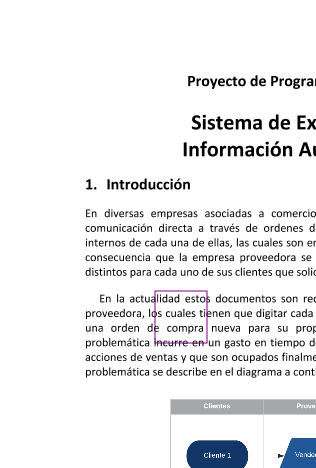 Proyecto de Progra
Sistema de Ex
Información Au
1. Introducción
En diversas empresas asociadas a comercio
comunicación directa a través de ordenes d
internos de cada una de ellas, las cuales son en
consecuencia que la empresa proveedora se
distintos para cada uno de sus clientes que solic
En la actualidad estos documentos son rec
proveedora, los cuales tienen que digitar cada
una orden de compra nueva para su prop
problemática incurre en un gasto en tiempo d
acciones de ventas y que son ocupados finalme
problemática se describe en el diagrama a cont
Clientes Prove
Cliente 1 Vende